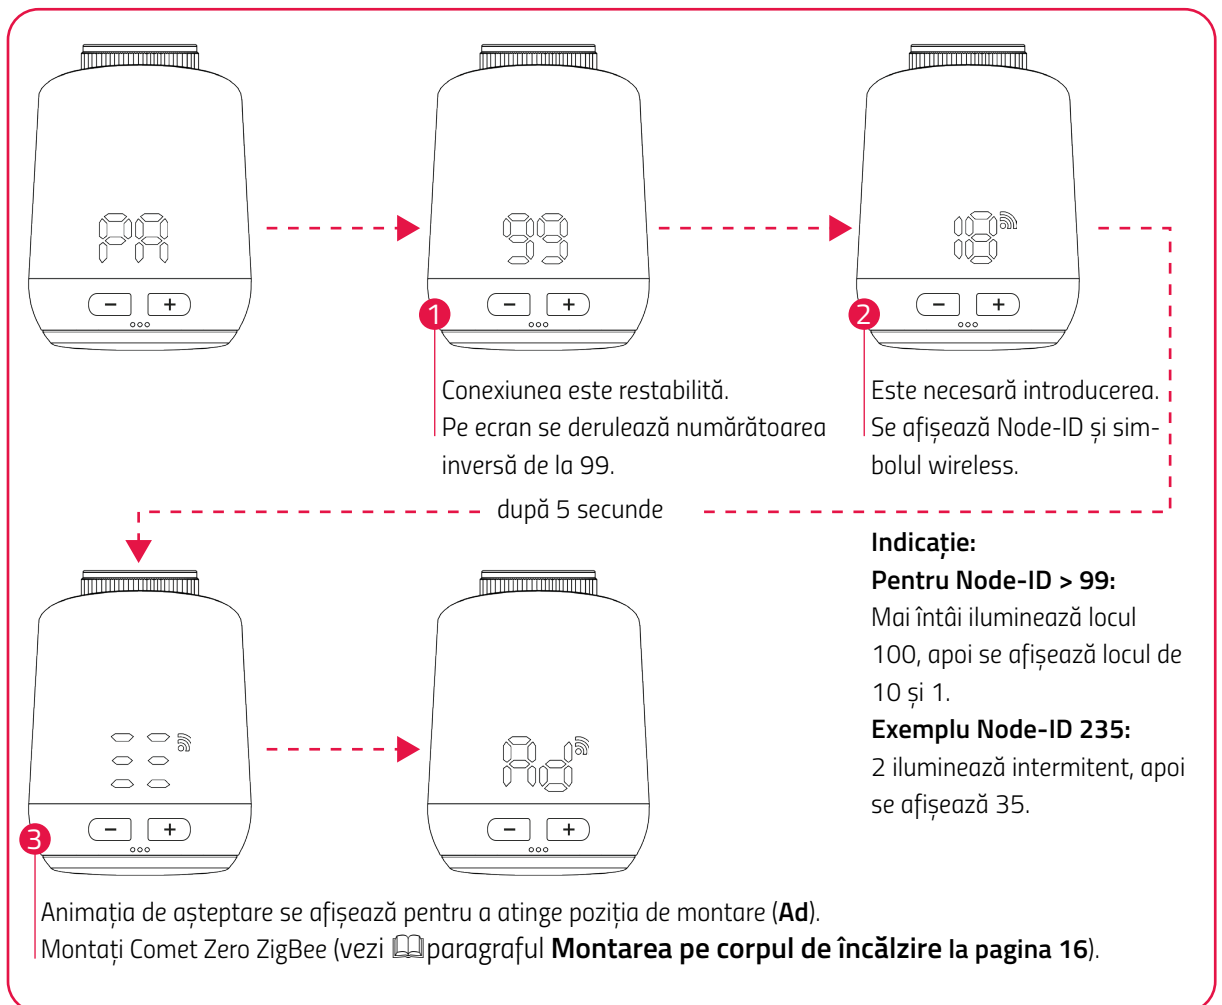 PA
99
18
− +
− +
− +
1
2
Conexiunea este restabilită.
Pe ecran se derulează numărătoarea
inversă de la 99.
Este necesară introducerea.
Se afișează Node-ID și sim-
bolul wireless.
după 5 secunde
Indicație:
Pentru Node-ID > 99:
Mai întâi iluminează locul
100, apoi se afișează locul de
10 și 1.
Exemplu Node-ID 235:
2 iluminează intermitent, apoi
se afișează 35.
Ad
− +
− +
3
Animația de așteptare se afișează pentru a atinge poziția de montare (Ad).
Montați Comet Zero ZigBee (vezi paragraful Montarea pe corpul de încălzire la pagina 16).